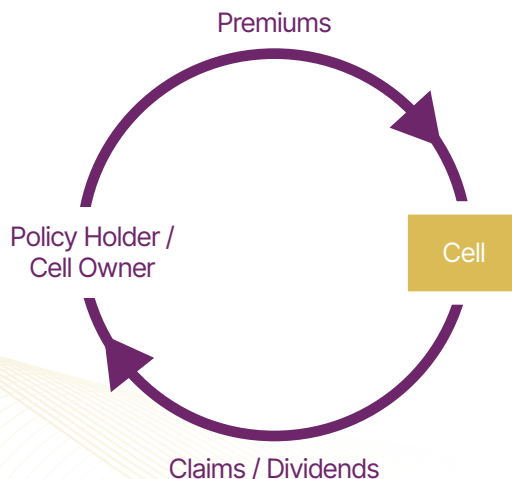 Premiums
Policy Holder /
Cell Owner
Cell
Claims / Dividends